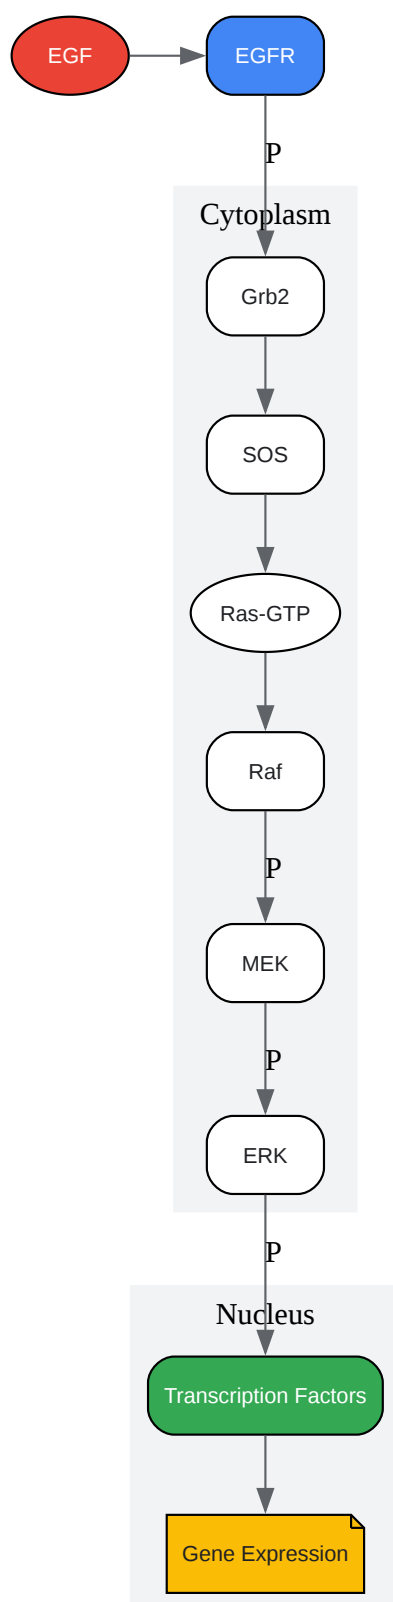 EGF
EGFR
P
Cytoplasm
Grb2
SOS
Ras-GTP
Raf
P
MEK
P
ERK
P
Nucleus
Transcription Factors
Gene Expression